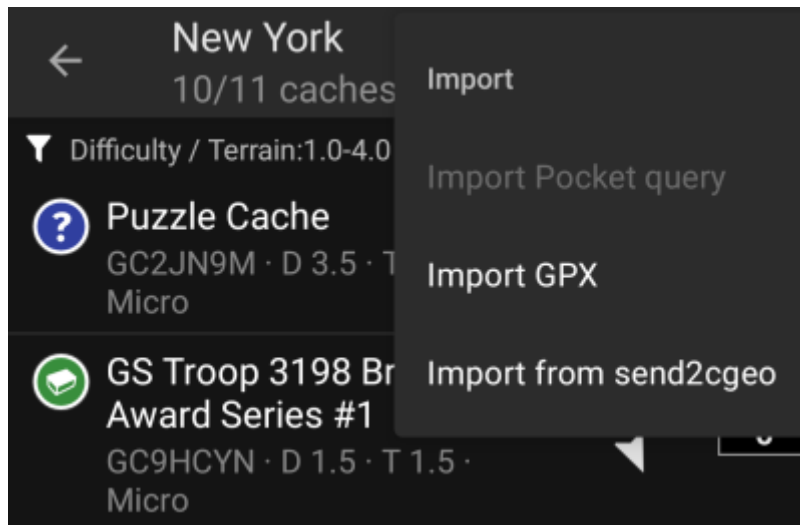 New York
10/11 caches
Difficulty / Terrain:1.0-4.0
?
Puzzle Cache
GC2JN9M · D 3.5 · T
Micro
GS Troop 3198 Br
Award Series #1
GC9HCYN · D 1.5 · T 1.5 ·
Micro
Import
Import Pocket query
Import GPX
Import from send2cgeo